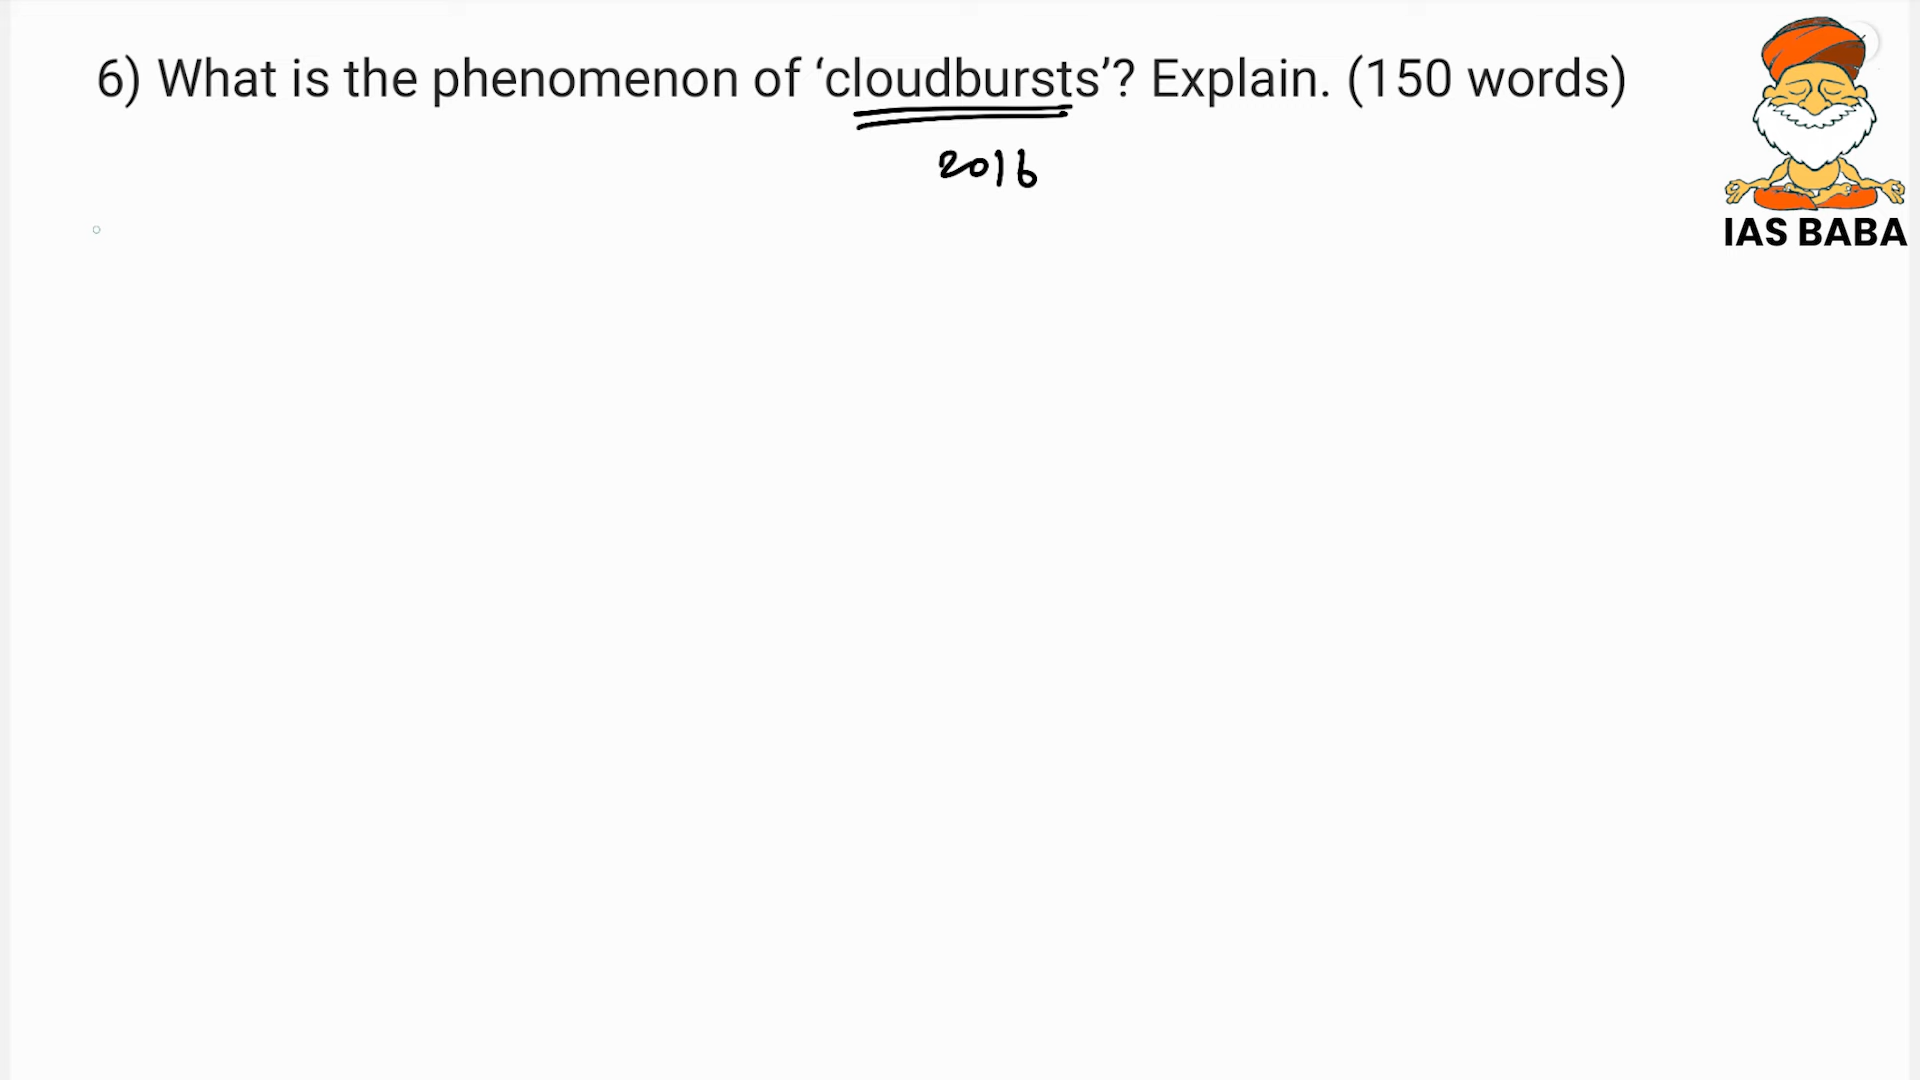 6) What is the phenomenon of ‘cloudbursts’? Explain. (150 words)
2016
IAS BABA